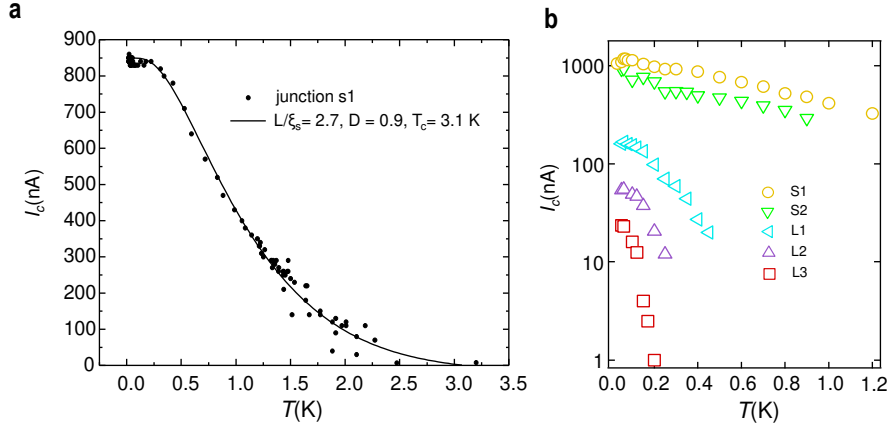 a
900
800
700
600
500
400
300
200
100
0
I_c(nA)
junction s1
L/ξ_s= 2.7, D = 0.9, T_c= 3.1 K
0.0 0.5 1.0 1.5 2.0 2.5 3.0 3.5
T(K)
b
1000
100
10
1
I_c(nA)
S1
S2
L1
L2
L3
0.0 0.2 0.4 0.6 0.8 1.0 1.2
T(K)